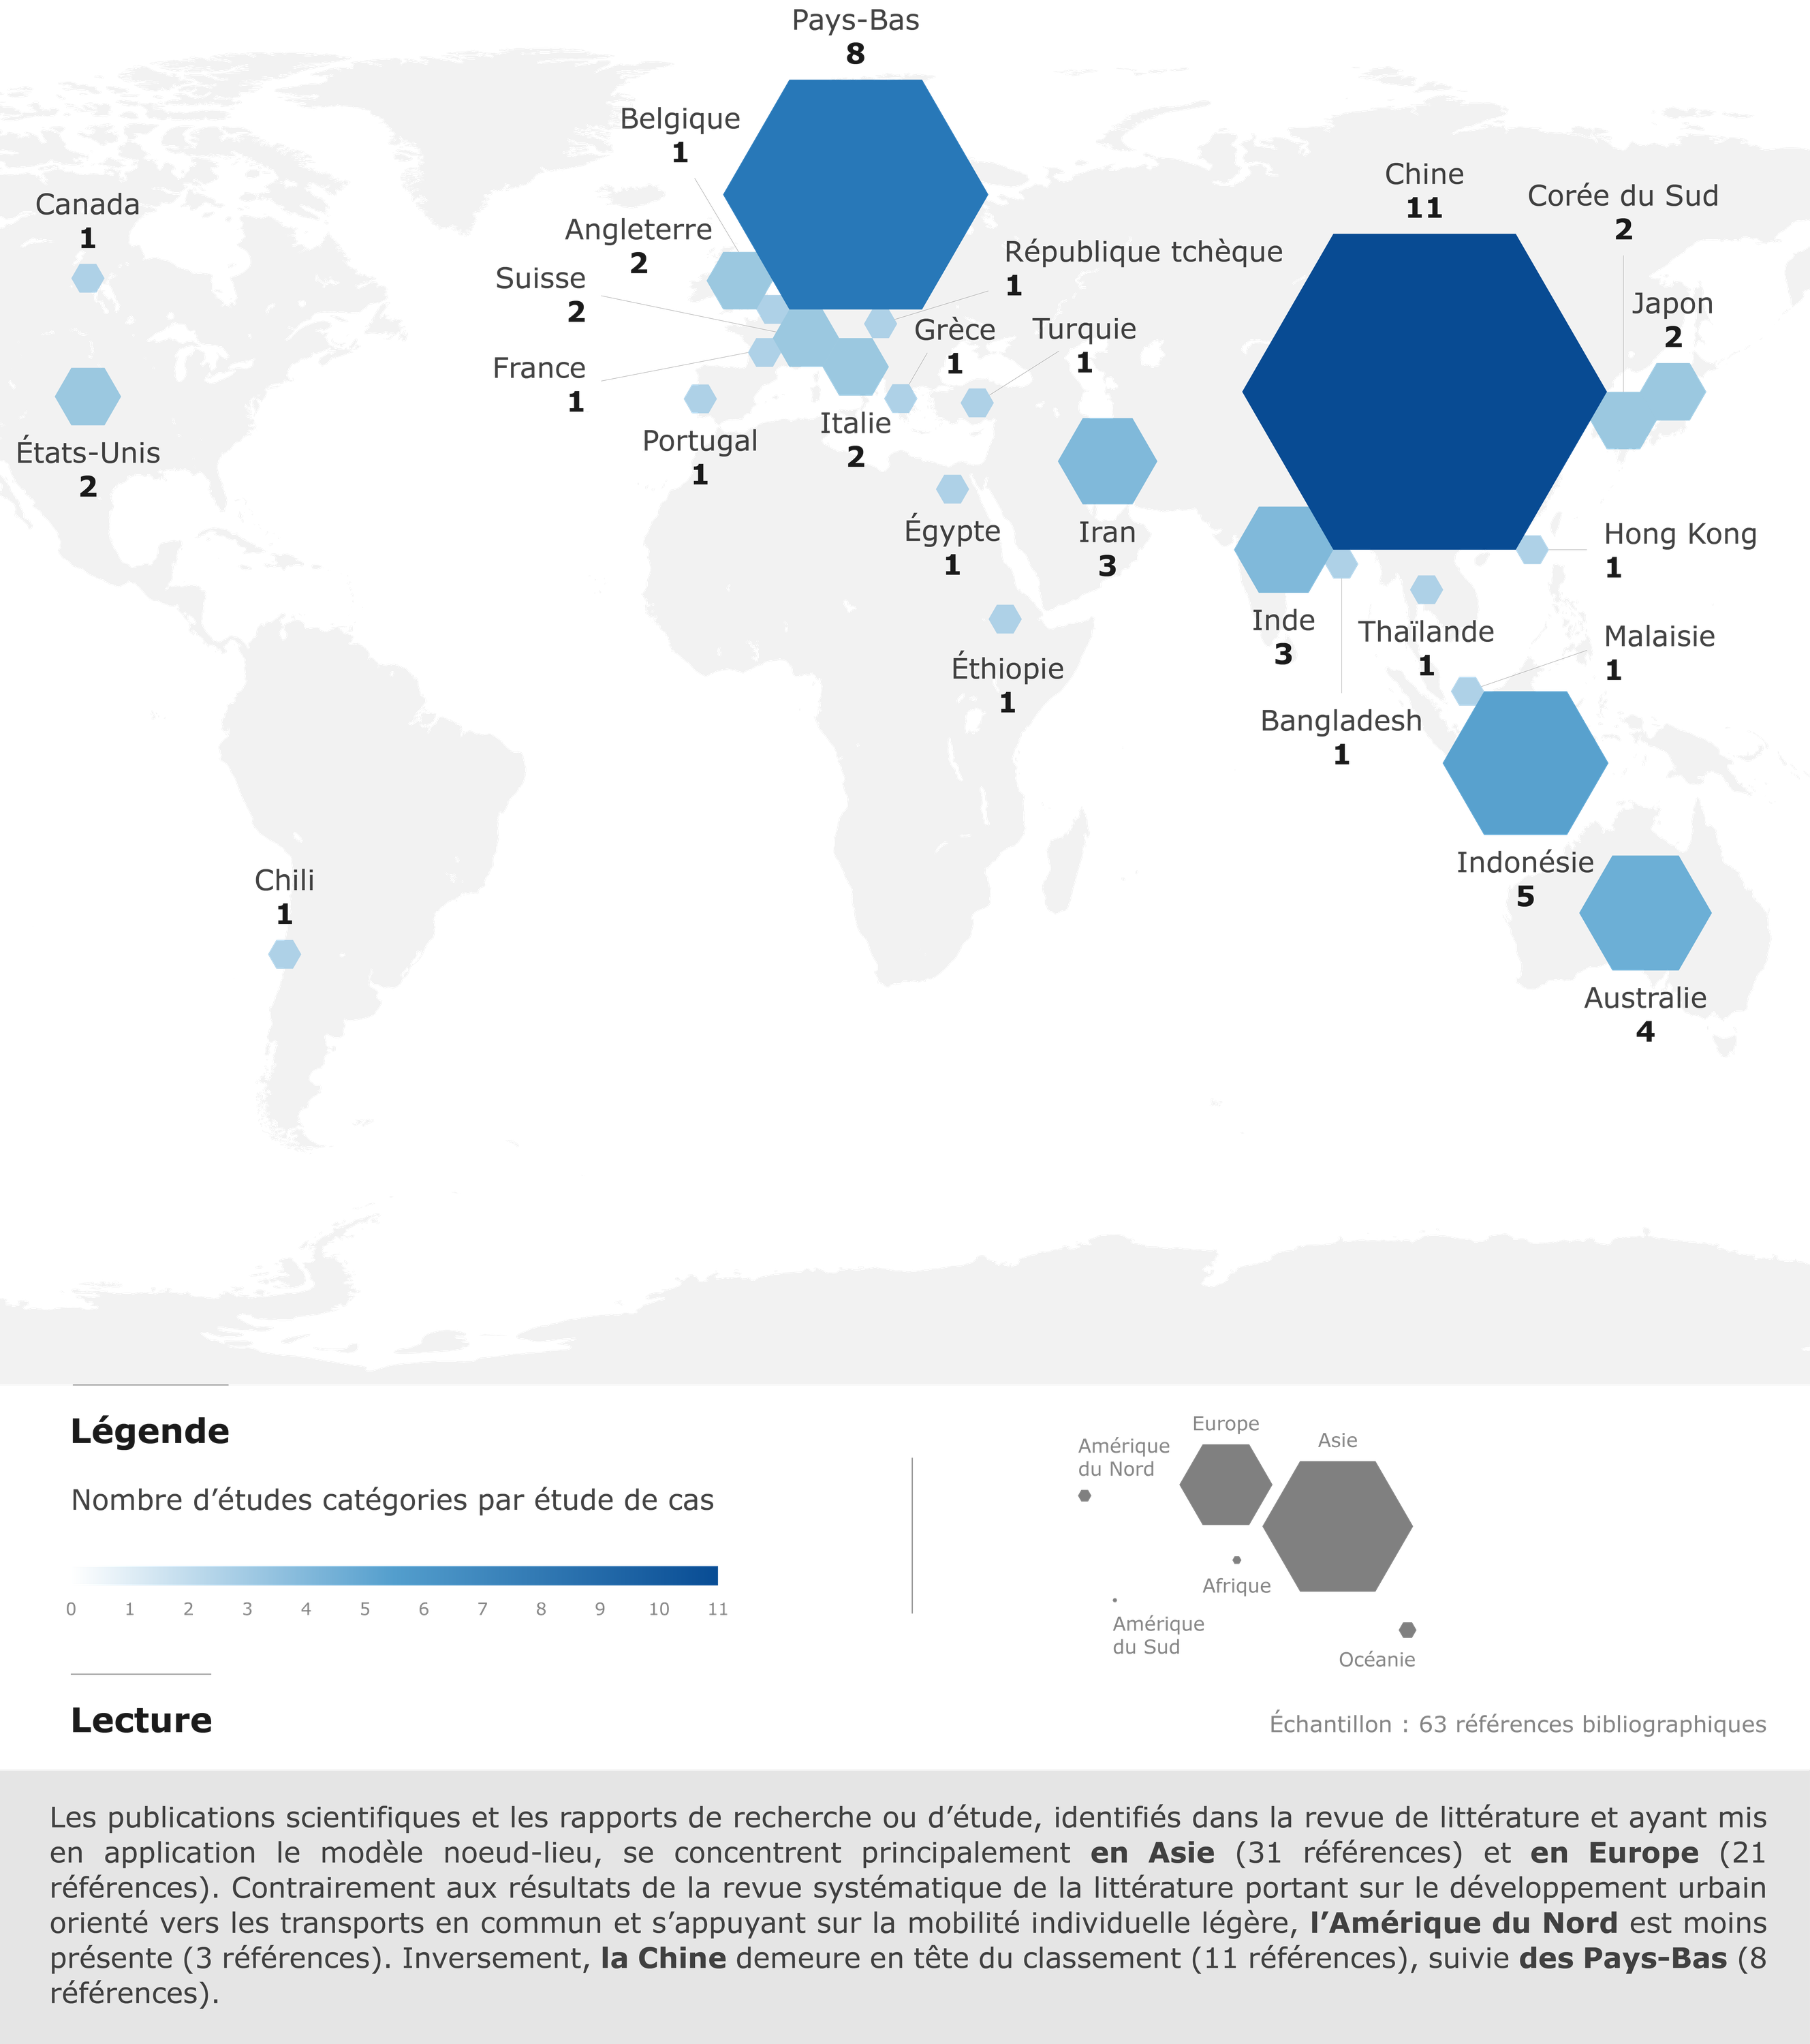 Pays-Bas
8
Belgique
1
Angleterre
2
Suisse
2
France
1
Portugal
1
Italie
2
République tchèque
1
Grèce
1
Turquie
1
Canada
1
États-Unis
2
Chili
1
Égypte
1
Éthiopie
1
Iran
3
Chine
11
Corée du Sud
2
Japon
2
Hong Kong
1
Inde
3
Thaïlande
1
Malaisie
1
Bangladesh
1
Indonésie
5
Australie
4
Légende
Nombre d’études catégories par étude de cas
0 1 2 3 4 5 6 7 8 9 10 11
Amérique
du Nord
Europe
Asie
Afrique
Amérique
du Sud
Océanie
Lecture
Échantillon : 63 références bibliographiques
Les publications scientifiques et les rapports de recherche ou d’étude, identifiés dans la revue de littérature et ayant mis
en application le modèle noeud-lieu, se concentrent principalement en Asie (31 références) et en Europe (21
références). Contrairement aux résultats de la revue systématique de la littérature portant sur le développement urbain
orienté vers les transports en commun et s’appuyant sur la mobilité individuelle légère, l’Amérique du Nord est moins
présente (3 références). Inversement, la Chine demeure en tête du classement (11 références), suivie des Pays-Bas (8
références).